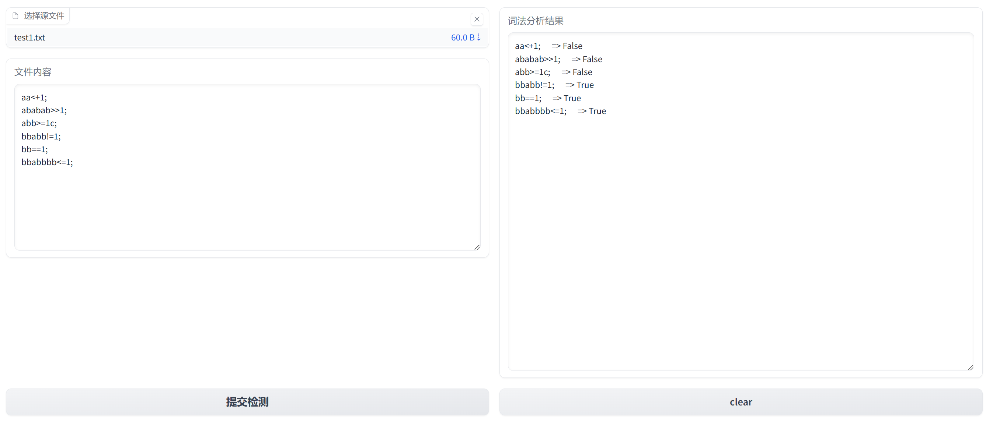 选择源文件
test1.txt
60.0 B ⇣
文件内容
aa<+1;
ababab>>1;
abb>=1c;
bbabb!=1;
bb==1;
bbabbbb<=1;
词法分析结果
aa<+1; => False
ababab>>1; => False
abb>=1c; => False
bbabb!=1; => True
bb==1; => True
bbabbbb<=1; => True
提交检测
clear